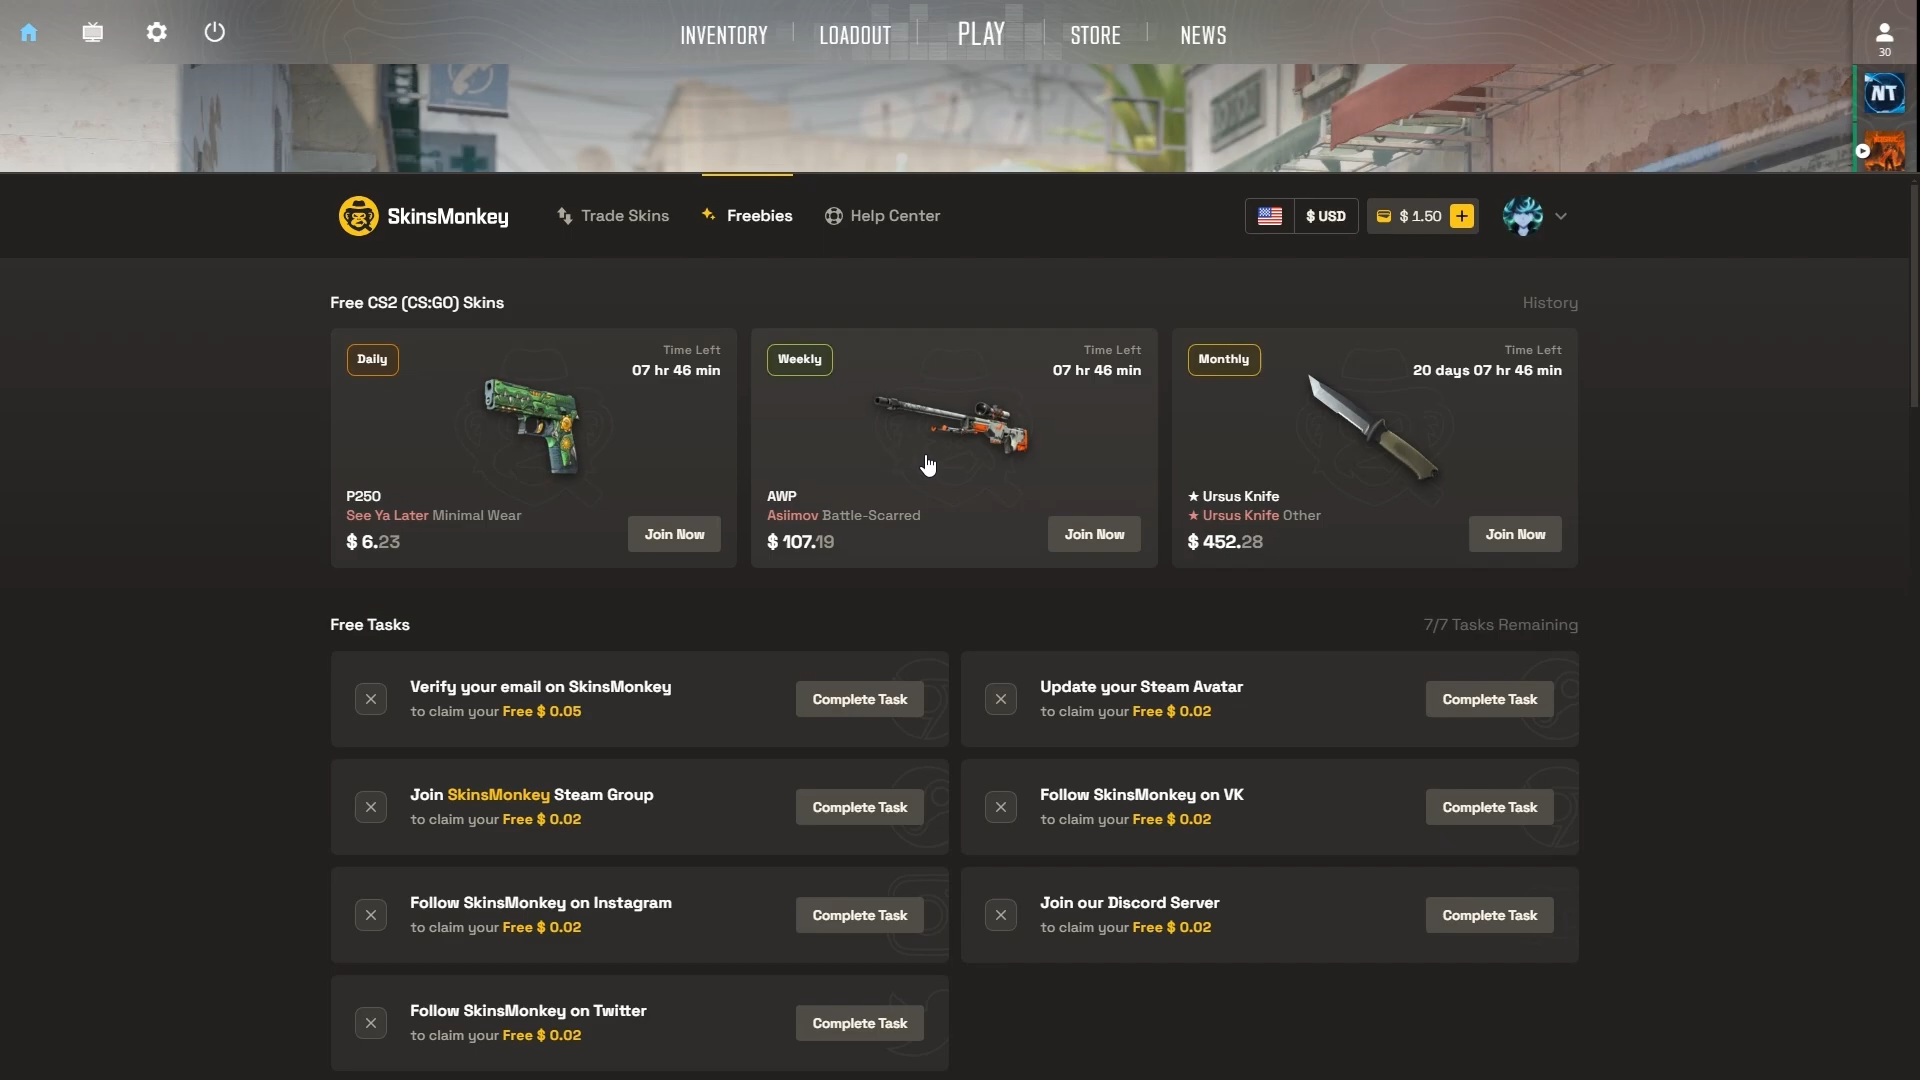 INVENTORY LOADOUT PLAY STORE NEWS
30
NT
SkinsMonkey Trade Skins Freebies Help Center $ USD $ 1.50
Free CS2 (CS:GO) Skins History
Daily Time Left
07 hr 46 min
P250
See Ya Later Minimal Wear
$ 6.23
Join Now
Weekly Time Left
07 hr 46 min
AWP
Asiimov Battle-Scarred
$ 107.19
Join Now
Monthly Time Left
20 days 07 hr 46 min
★ Ursus Knife
★ Ursus Knife Other
$ 452.28
Join Now
Free Tasks 7/7 Tasks Remaining
Verify your email on SkinsMonkey
to claim your Free $ 0.05
Complete Task
Update your Steam Avatar
to claim your Free $ 0.02
Complete Task
Join SkinsMonkey Steam Group
to claim your Free $ 0.02
Complete Task
Follow SkinsMonkey on VK
to claim your Free $ 0.02
Complete Task
Follow SkinsMonkey on Instagram
to claim your Free $ 0.02
Complete Task
Join our Discord Server
to claim your Free $ 0.02
Complete Task
Follow SkinsMonkey on Twitter
to claim your Free $ 0.02
Complete Task